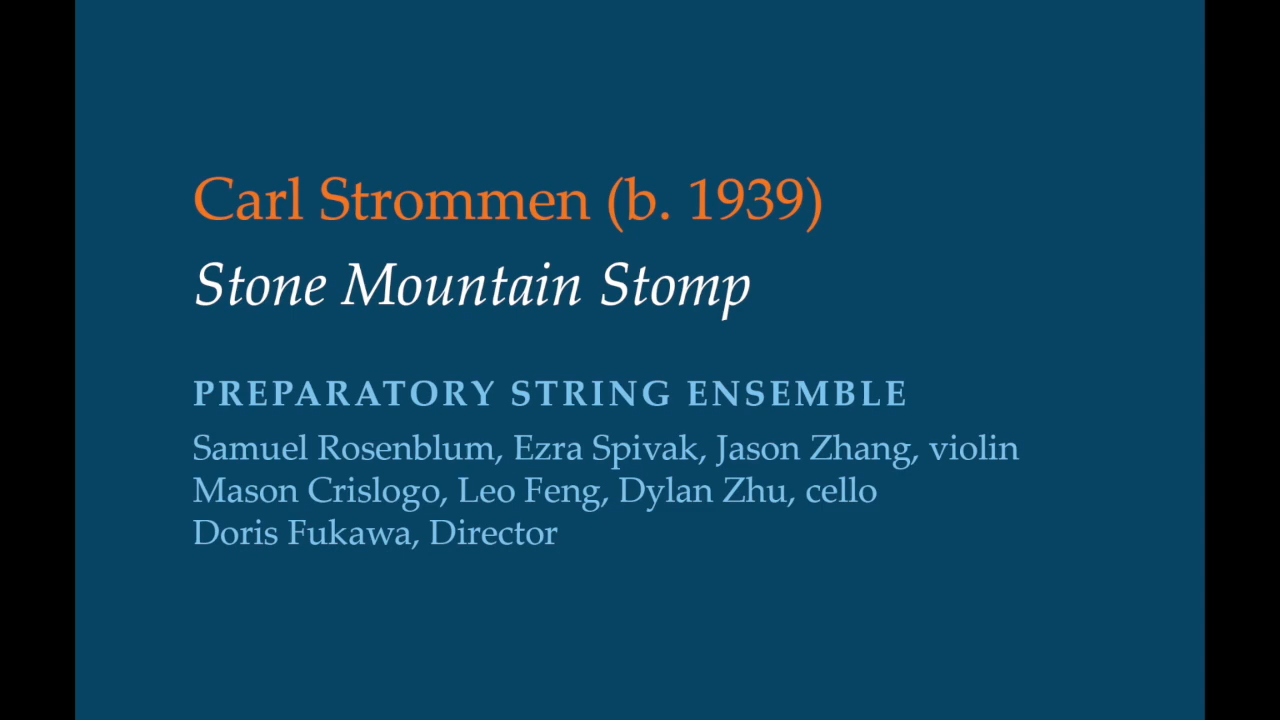 Carl Strommen (b. 1939)
Stone Mountain Stomp
PREPARATORY STRING ENSEMBLE
Samuel Rosenblum, Ezra Spivak, Jason Zhang, violin
Mason Crislogo, Leo Feng, Dylan Zhu, cello
Doris Fukawa, Director